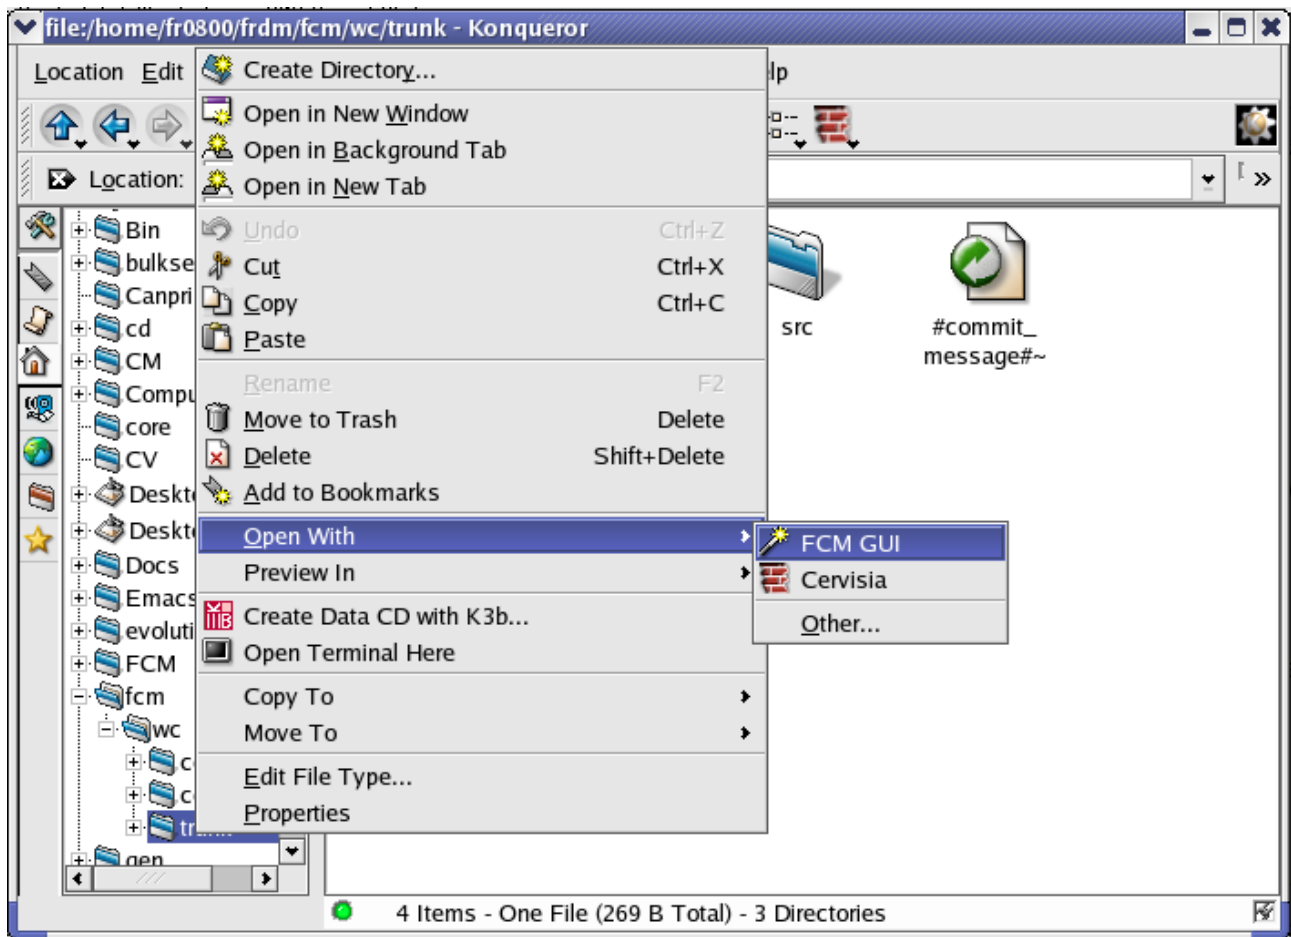 file:/home/fr0800/frdm/fcm/wc/trunk - Konqueror
Location Edit
lp
Location:
Create Directory...
Open in New Window
Open in Background Tab
Open in New Tab
Undo Ctrl+Z
Cut Ctrl+X
Copy Ctrl+C
Paste
Rename F2
Move to Trash Delete
Delete Shift+Delete
Add to Bookmarks
Open With
Preview In
Create Data CD with K3b...
Open Terminal Here
Copy To
Move To
Edit File Type...
Properties
FCM GUI
Cervisia
Other...
Bin
bulkse
Canpri
cd
CM
Compu
core
CV
Deskt
Deskt
Docs
Emacs
evoluti
FCM
fcm
wc
c
c
gen
src
#commit_
message#~
4 Items - One File (269 B Total) - 3 Directories